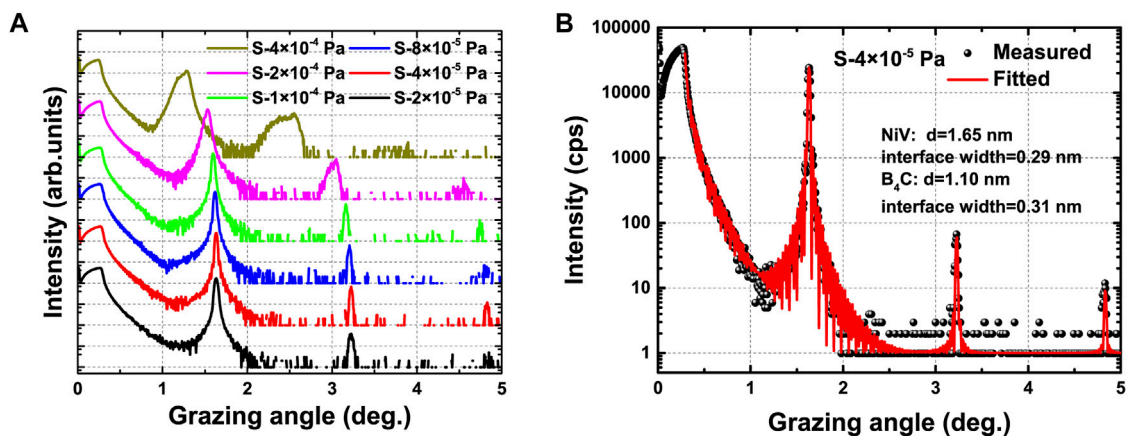 A
S-4×10⁻⁴ Pa
S-8×10⁻⁵ Pa
S-2×10⁻⁴ Pa
S-4×10⁻⁵ Pa
S-1×10⁻⁴ Pa
S-2×10⁻⁵ Pa
Intensity (arb.units)
0 1 2 3 4 5
Grazing angle (deg.)
B
100000
10000
1000
100
10
1
Intensity (cps)
S-4×10⁻⁵ Pa
Measured
Fitted
NiV: d=1.65 nm
interface width=0.29 nm
B₄C: d=1.10 nm
interface width=0.31 nm
0 1 2 3 4 5
Grazing angle (deg.)